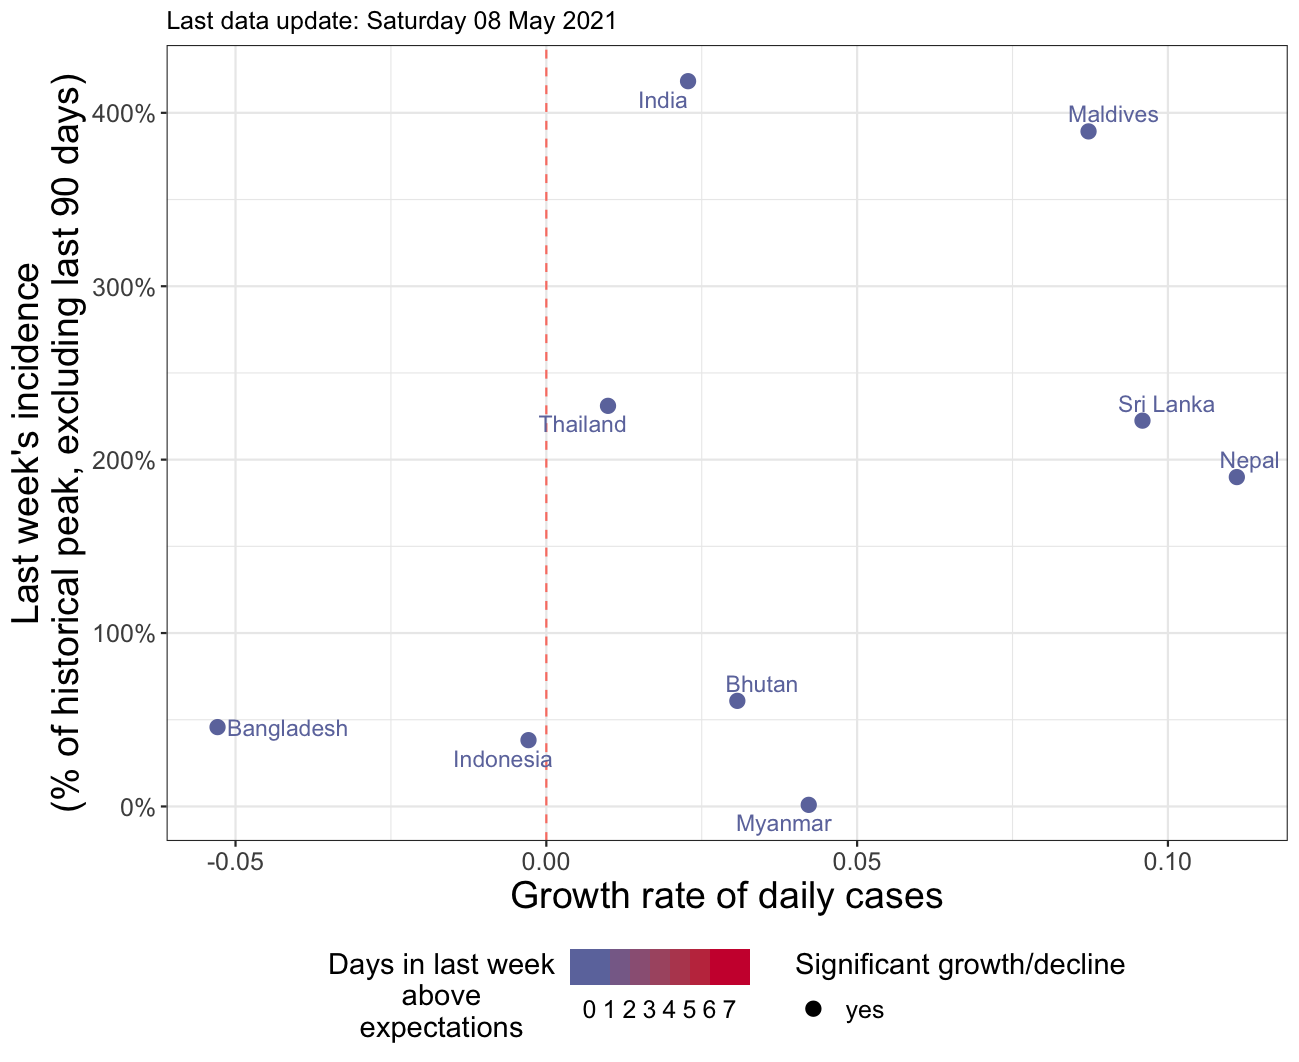 Last data update: Saturday 08 May 2021
Last week's incidence
(% of historical peak, excluding last 90 days)
400%
300%
200%
100%
0%
India
Maldives
Thailand
Sri Lanka
Nepal
Bhutan
Bangladesh
Indonesia
Myanmar
-0.05 0.00 0.05 0.10
Growth rate of daily cases
Days in last week
above
expectations
0 1 2 3 4 5 6 7
Significant growth/decline
yes